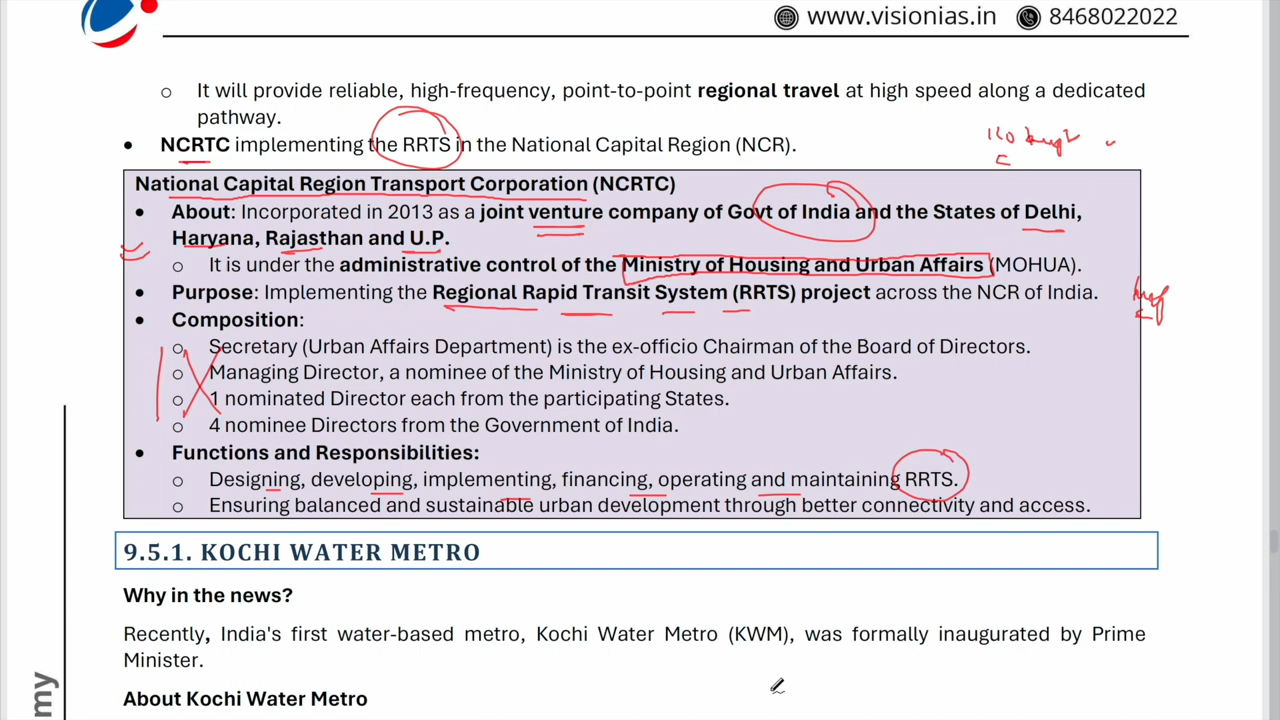 www.visionias.in 8468022022
o It will provide reliable, high-frequency, point-to-point regional travel at high speed along a dedicated
pathway.
• NCRTC implementing the RRTS in the National Capital Region (NCR).
National Capital Region Transport Corporation (NCRTC)
• About: Incorporated in 2013 as a joint venture company of Govt of India and the States of Delhi,
Haryana, Rajasthan and U.P.
o It is under the administrative control of the Ministry of Housing and Urban Affairs (MOHUA).
• Purpose: Implementing the Regional Rapid Transit System (RRTS) project across the NCR of India.
• Composition:
o Secretary (Urban Affairs Department) is the ex-officio Chairman of the Board of Directors.
o Managing Director, a nominee of the Ministry of Housing and Urban Affairs.
o 1 nominated Director each from the participating States.
o 4 nominee Directors from the Government of India.
• Functions and Responsibilities:
o Designing, developing, implementing, financing, operating and maintaining RRTS.
o Ensuring balanced and sustainable urban development through better connectivity and access.
9.5.1. KOCHI WATER METRO
Why in the news?
Recently, India's first water-based metro, Kochi Water Metro (KWM), was formally inaugurated by Prime
Minister.
About Kochi Water Metro
my